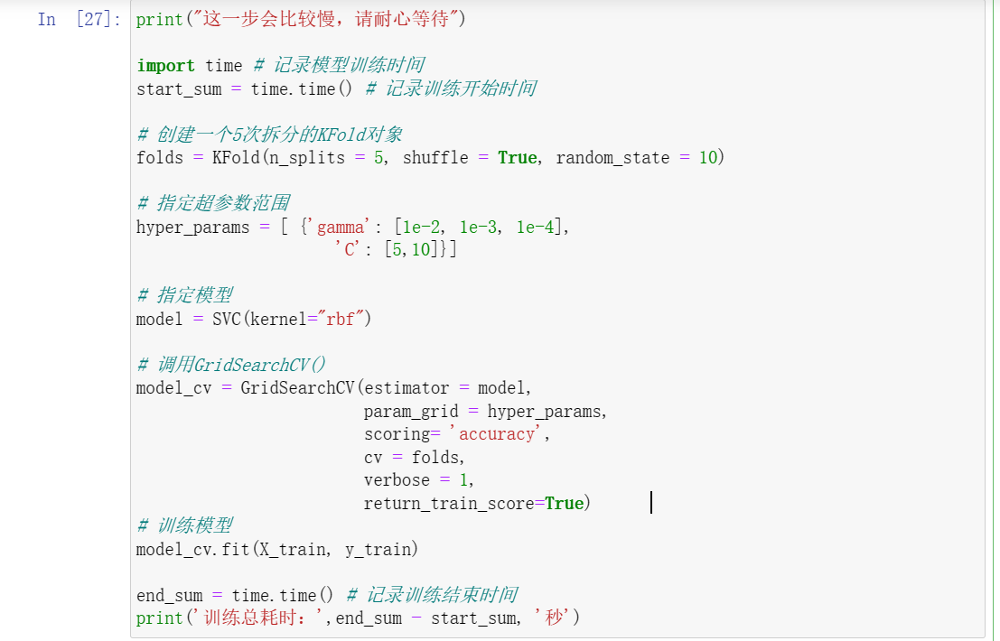 In [27]: print("这一步会比较慢，请耐心等待")
import time # 记录模型训练时间
start_sum = time.time() # 记录训练开始时间
# 创建一个5次拆分的KFold对象
folds = KFold(n_splits = 5, shuffle = True, random_state = 10)
# 指定超参数范围
hyper_params = [ {'gamma': [1e-2, 1e-3, 1e-4],
'C': [5,10]}]
# 指定模型
model = SVC(kernel="rbf")
# 调用GridSearchCV()
model_cv = GridSearchCV(estimator = model,
param_grid = hyper_params,
scoring= 'accuracy',
cv = folds,
verbose = 1,
return_train_score=True)
# 训练模型
model_cv.fit(X_train, y_train)
end_sum = time.time() # 记录训练结束时间
print('训练总耗时：',end_sum - start_sum, '秒')